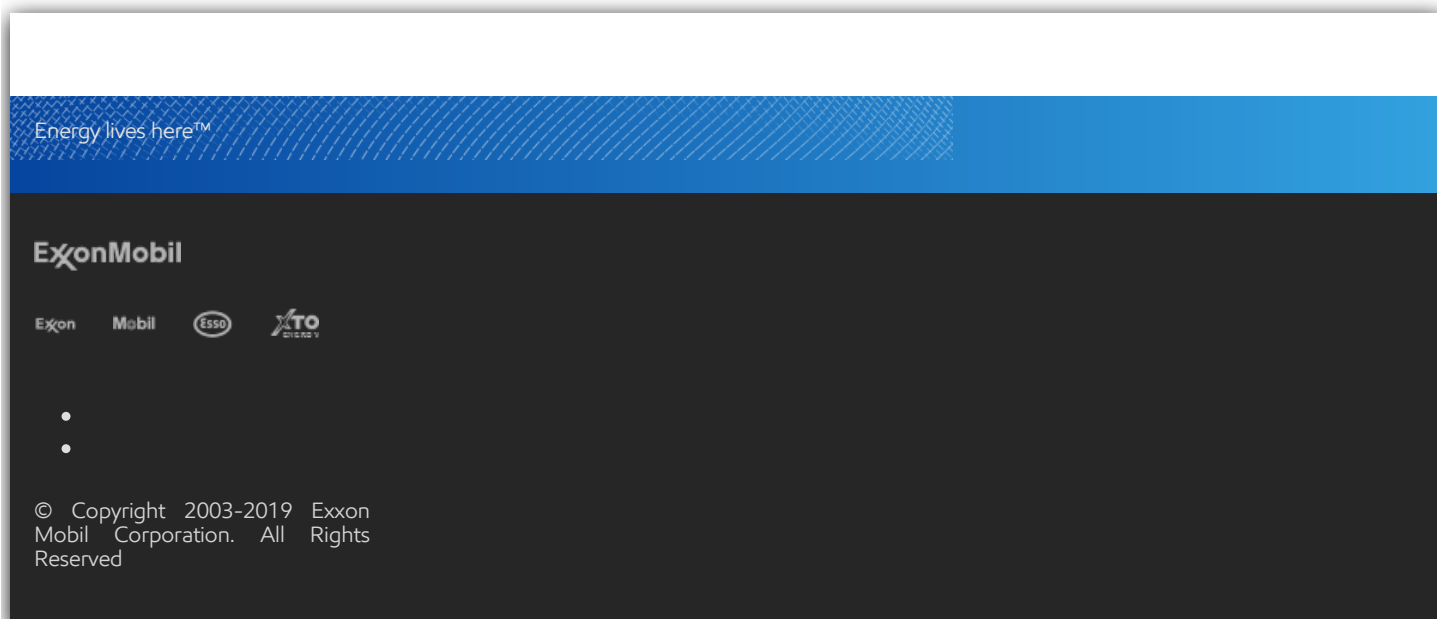 Energy lives here™
ExxonMobil
Exxon Mobil Esso XTO ENERGY
© Copyright 2003-2019 Exxon
Mobil Corporation. All Rights
Reserved